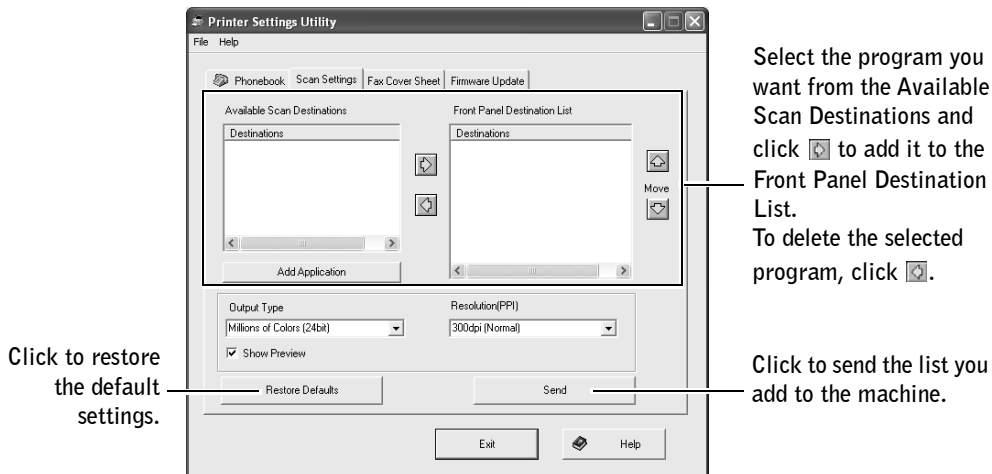 Printer Settings Utility
File Help
Phonebook Scan Settings Fax Cover Sheet Firmware Update
Available Scan Destinations
Front Panel Destination List
Destinations
Destinations
Move
Add Application
Output Type
Resolution(PPI)
Millions of Colors (24bit)
300dpi (Normal)
Show Preview
Restore Defaults
Send
Exit
Help
Select the program you
want from the Available
Scan Destinations and
click to add it to the
Front Panel Destination
List.
To delete the selected
program, click .
Click to restore
the default
settings.
Click to send the list you
add to the machine.